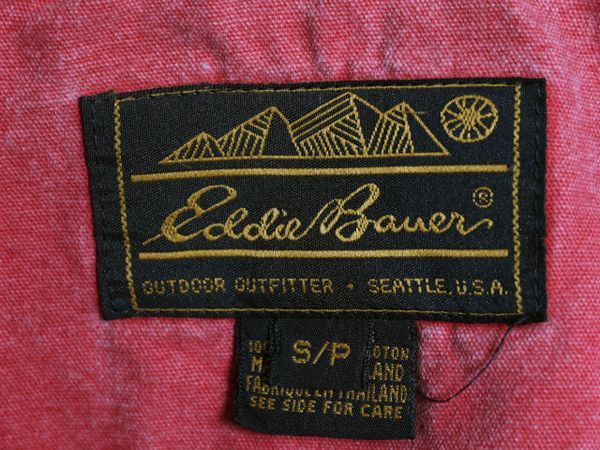 Eddie Bauer®
OUTDOOR OUTFITTER · SEATTLE, U.S.A.
S/P
SEE SIDE FOR CARE